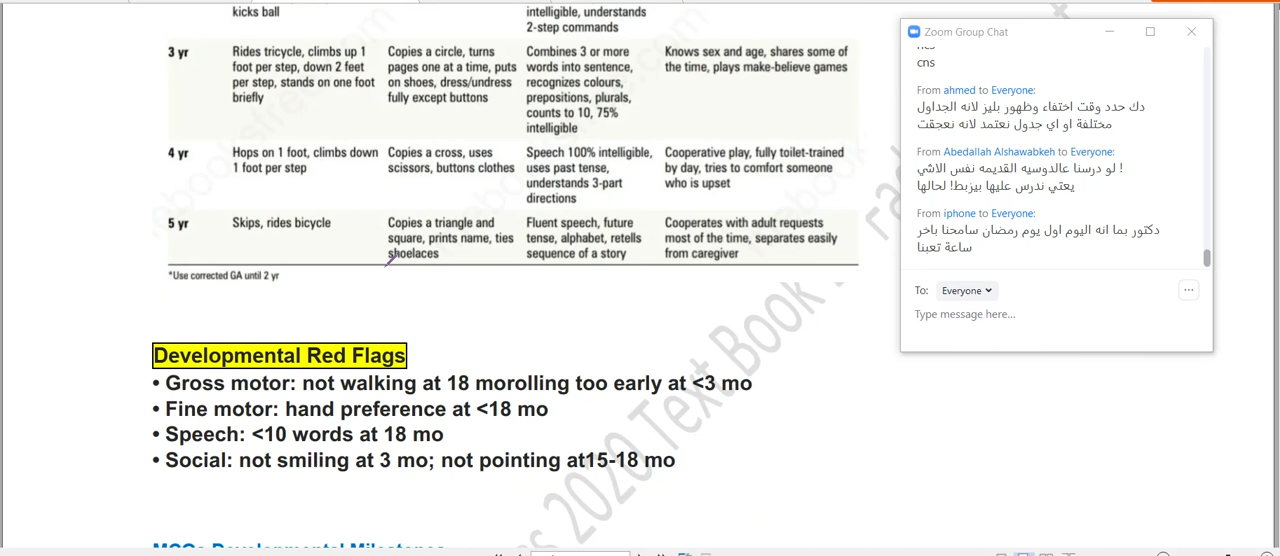 kicks ball
intelligible, understands
2-step commands
3 yr
Rides tricycle, climbs up 1
foot per step, down 2 feet
per step, stands on one foot
briefly
Copies a circle, turns
pages one at a time, puts
on shoes, dress/undress
fully except buttons
Combines 3 or more
words into sentence,
recognizes colours,
prepositions, plurals,
counts to 10, 75%
intelligible
Knows sex and age, shares some of
the time, plays make-believe games
4 yr
Hops on 1 foot, climbs down
1 foot per step
Copies a cross, uses
scissors, buttons clothes
Speech 100% intelligible,
uses past tense,
understands 3-part
directions
Cooperative play, fully toilet-trained
by day, tries to comfort someone
who is upset
5 yr
Skips, rides bicycle
Copies a triangle and
square, prints name, ties
shoelaces
Fluent speech, future
tense, alphabet, retells
sequence of a story
Cooperates with adult requests
most of the time, separates easily
from caregiver
*Use corrected GA until 2 yr
Developmental Red Flags
• Gross motor: not walking at 18 morolling too early at <3 mo
• Fine motor: hand preference at <18 mo
• Speech: <10 words at 18 mo
• Social: not smiling at 3 mo; not pointing at15-18 mo
MCQs Developmental Milestones
2020 Text Book
Zoom Group Chat
cns
From ahmed to Everyone:
دك حدد وقت اختفاء وظهور بليز لانه الجداول
مختلفة او اي جدول نعتمد لانه نعجقت
From Abedallah Alshawabkeh to Everyone:
! لو درسنا عالدوسيه القديمه نفس الاشي
يعتي ندرس عليها بيزبط! لحالها
From iphone to Everyone:
دكتور بما انه اليوم اول يوم رمضان سامحنا باخر
ساعة تعبنا
To: Everyone
Type message here...